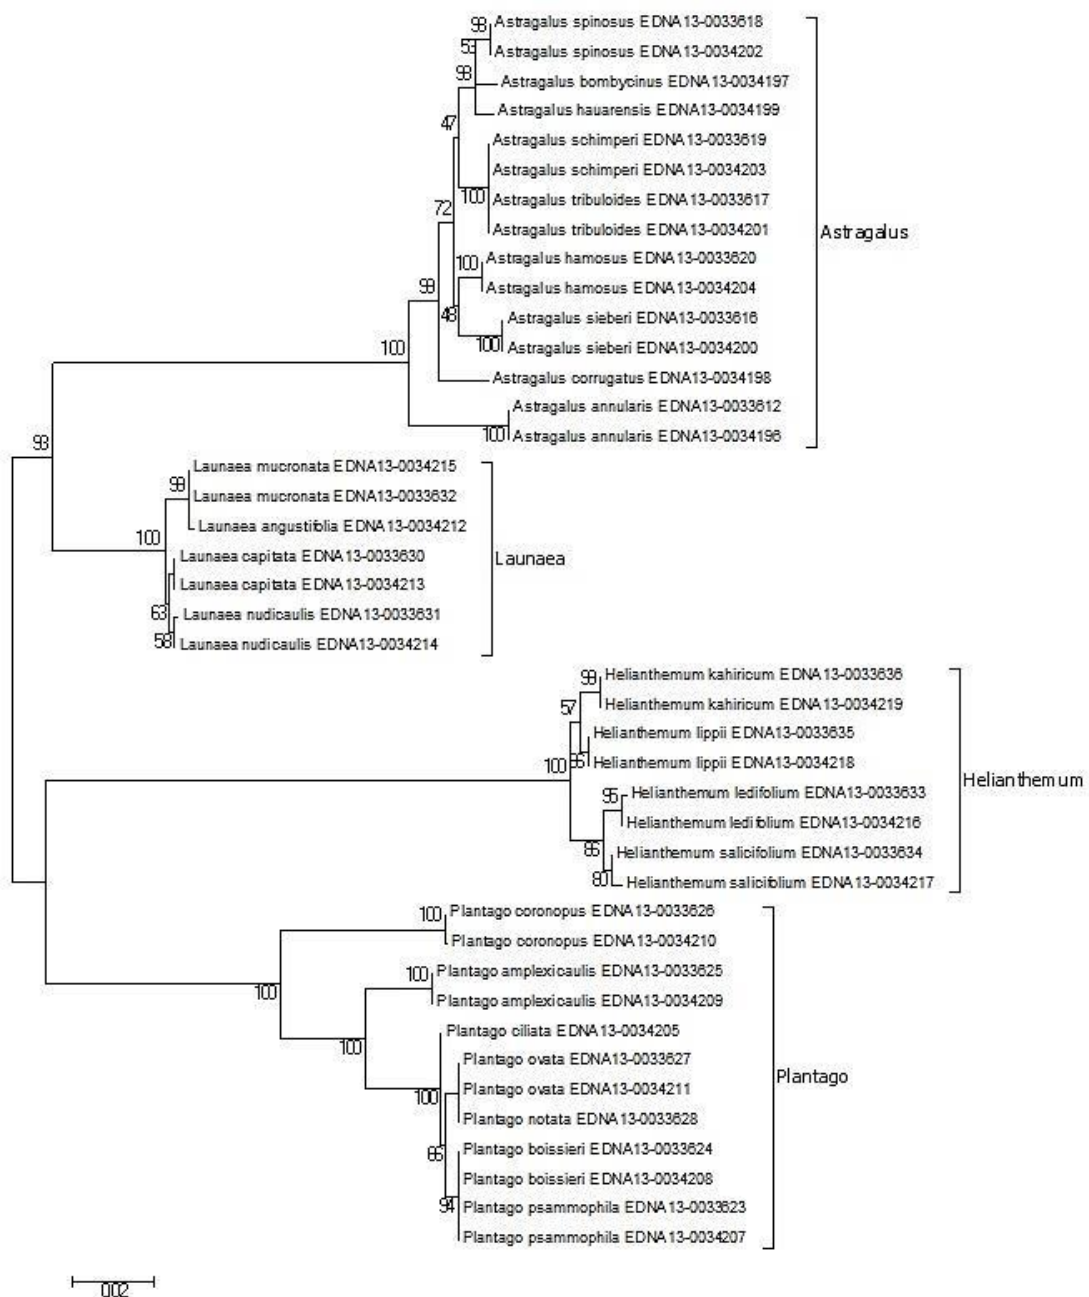 98
Astragalus spinosus EDNA13-0033618
53
Astragalus spinosus EDNA13-0034202
98
Astragalus bombycinus EDNA13-0034197
Astragalus hauarensis EDNA13-0034199
47
Astragalus schimperi EDNA13-0033619
Astragalus schimperi EDNA13-0034203
100
Astragalus tribuloides EDNA13-0033617
72
Astragalus tribuloides EDNA13-0034201
Astragalus
100
Astragalus hamosus EDNA13-0033620
98
Astragalus hamosus EDNA13-0034204
48
Astragalus sieberi EDNA13-0033616
100
Astragalus sieberi EDNA13-0034200
100
Astragalus corrugatus EDNA13-0034198
Astragalus annularis EDNA13-0033612
100
Astragalus annularis EDNA13-0034196
93
Launaea mucronata EDNA13-0034215
98
Launaea mucronata EDNA13-0033632
Launaea angustifolia EDNA13-0034212
100
Launaea capitata EDNA13-0033630
Launaea
Launaea capitata EDNA13-0034213
63
Launaea nudicaulis EDNA13-0033631
58
Launaea nudicaulis EDNA13-0034214
98
Helianthemum kahiricum EDNA13-0033636
57
Helianthemum kahiricum EDNA13-0034219
Helianthemum lippii EDNA13-0033635
100
Helianthemum lippii EDNA13-0034218
Helianthemum
95
Helianthemum ledifolium EDNA13-0033633
Helianthemum ledifolium EDNA13-0034216
86
Helianthemum salicifolium EDNA13-0033634
80
Helianthemum salicifolium EDNA13-0034217
100
Plantago coronopus EDNA13-0033626
Plantago coronopus EDNA13-0034210
100
Plantago amplexicaulis EDNA13-0033625
100
Plantago amplexicaulis EDNA13-0034209
Plantago ciliata EDNA13-0034205
100
Plantago ovata EDNA13-0033627
Plantago
100
Plantago ovata EDNA13-0034211
Plantago notata EDNA13-0033628
66
Plantago boissieri EDNA13-0033624
Plantago boissieri EDNA13-0034208
94
Plantago psammophila EDNA13-0033623
Plantago psammophila EDNA13-0034207
0.02